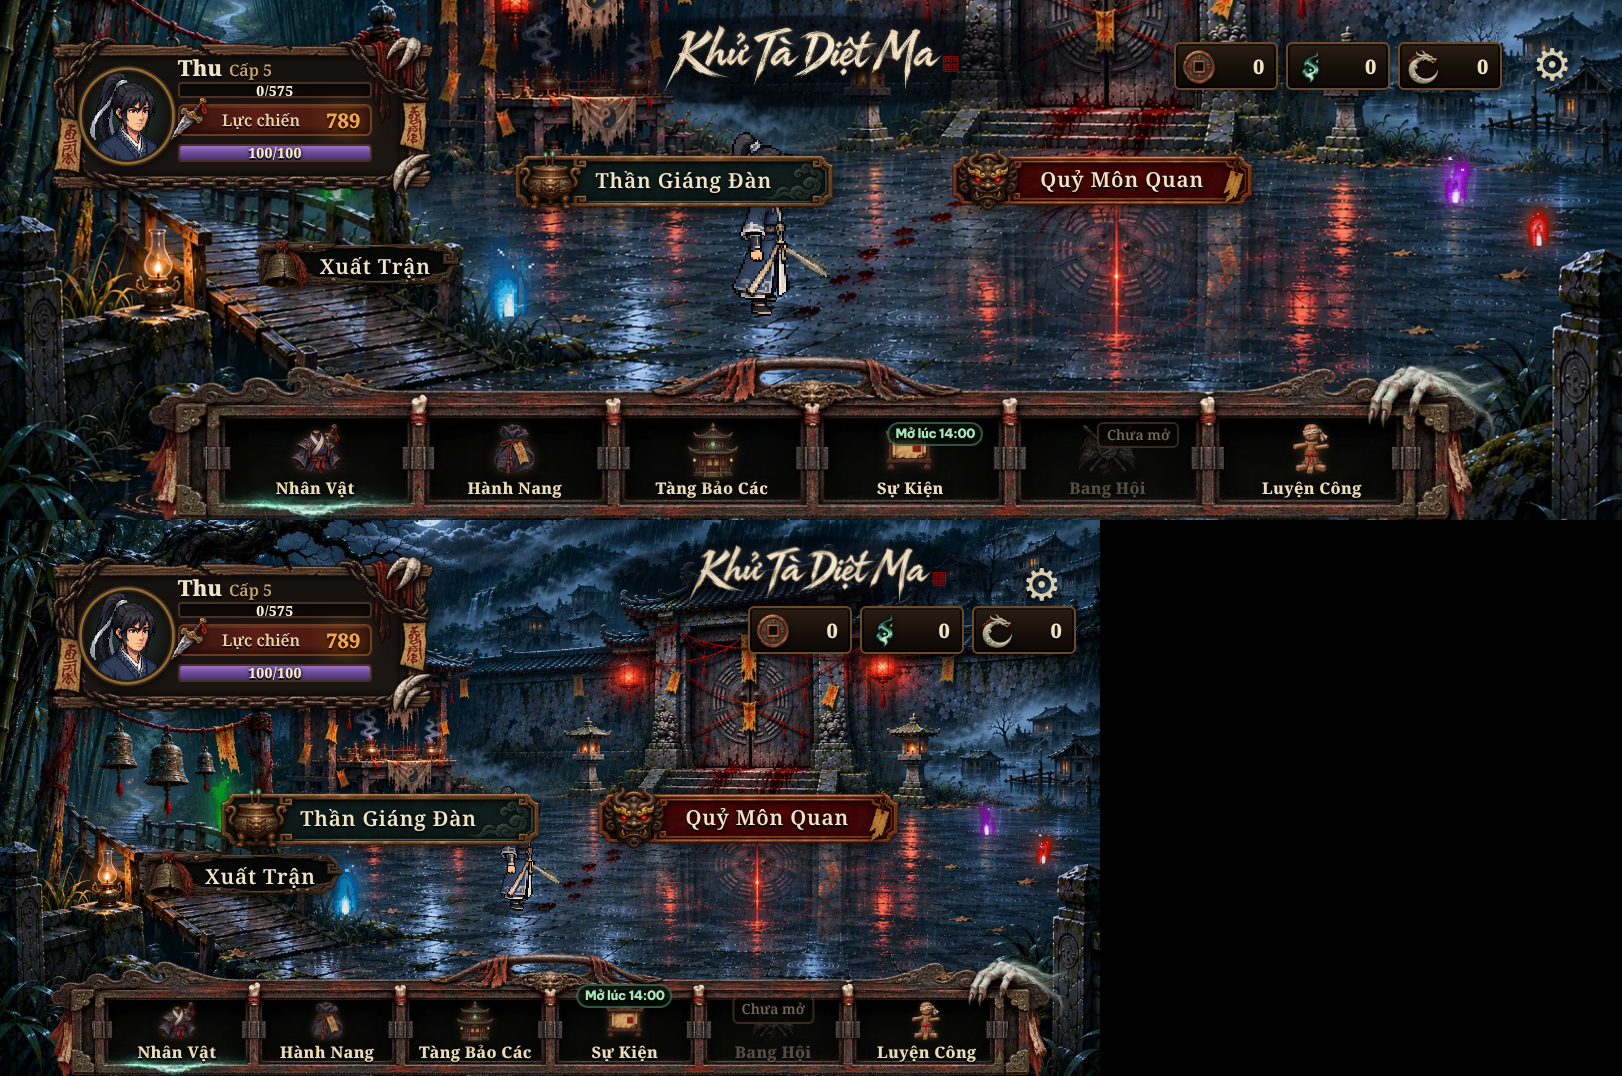 Khử Tà Diệt Ma
Thu Cấp 5
0/575
Lực chiến 789
100/100
0
0
0
Thần Giáng Đàn
Quỷ Môn Quan
Xuất Trận
Mở lúc 14:00
Chưa mở
Nhân Vật
Hành Nang
Tàng Bảo Các
Sự Kiện
Bang Hội
Luyện Công
Khử Tà Diệt Ma
Thu Cấp 5
0/575
Lực chiến 789
100/100
0
0
0
Thần Giáng Đàn
Quỷ Môn Quan
Xuất Trận
Mở lúc 14:00
Chưa mở
Nhân Vật
Hành Nang
Tàng Bảo Các
Sự Kiện
Bang Hội
Luyện Công